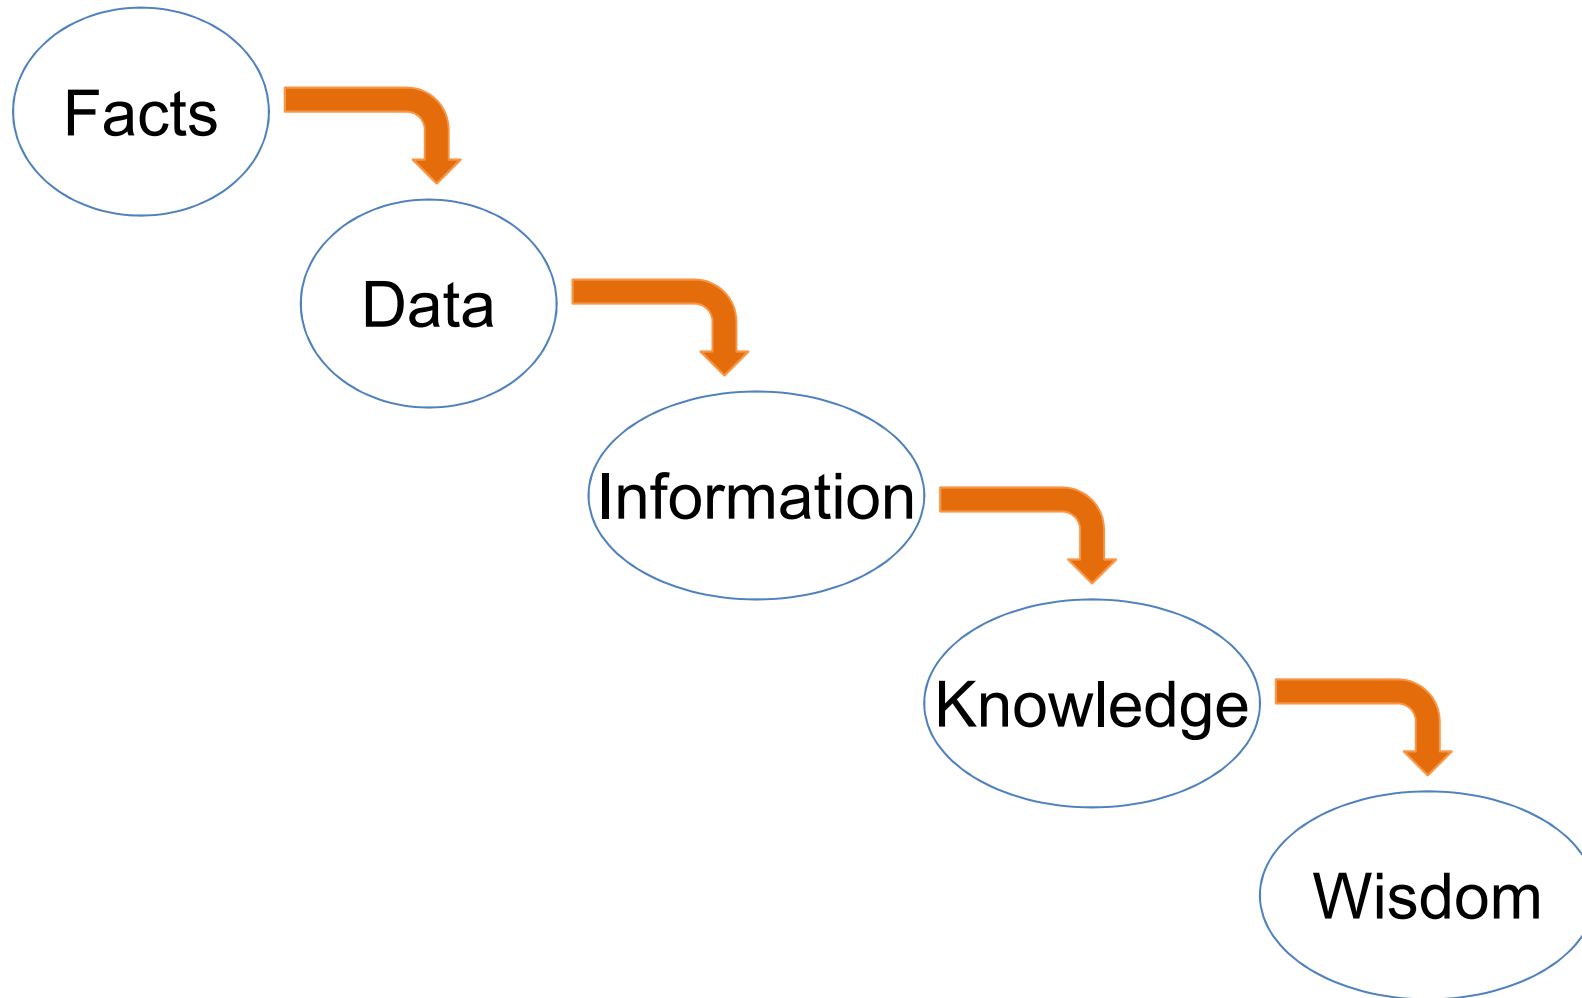 Facts
Data
Information
Knowledge
Wisdom